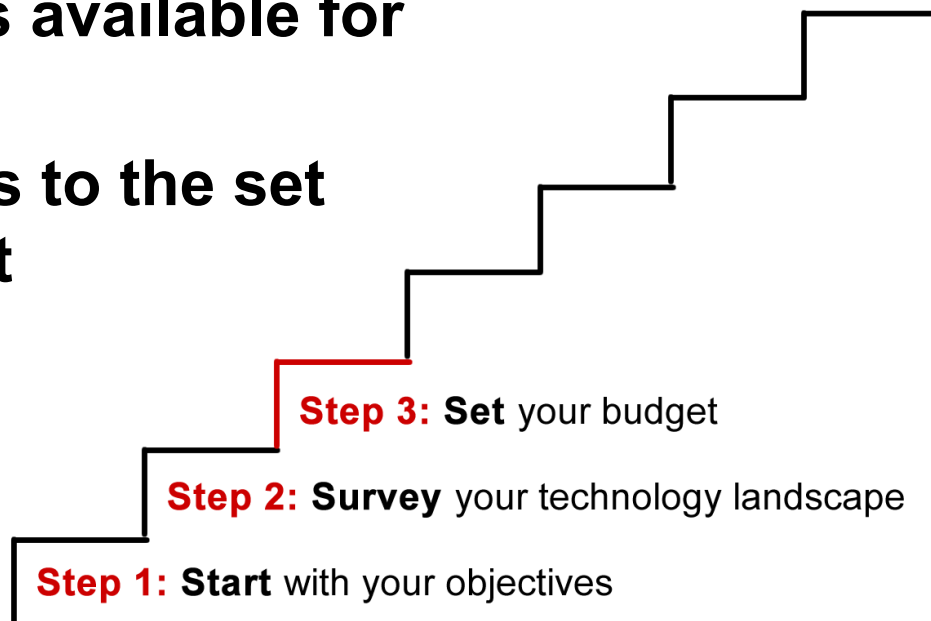 s available for
s to the set
t
Step 3: Set your budget
Step 2: Survey your technology landscape
Step 1: Start with your objectives